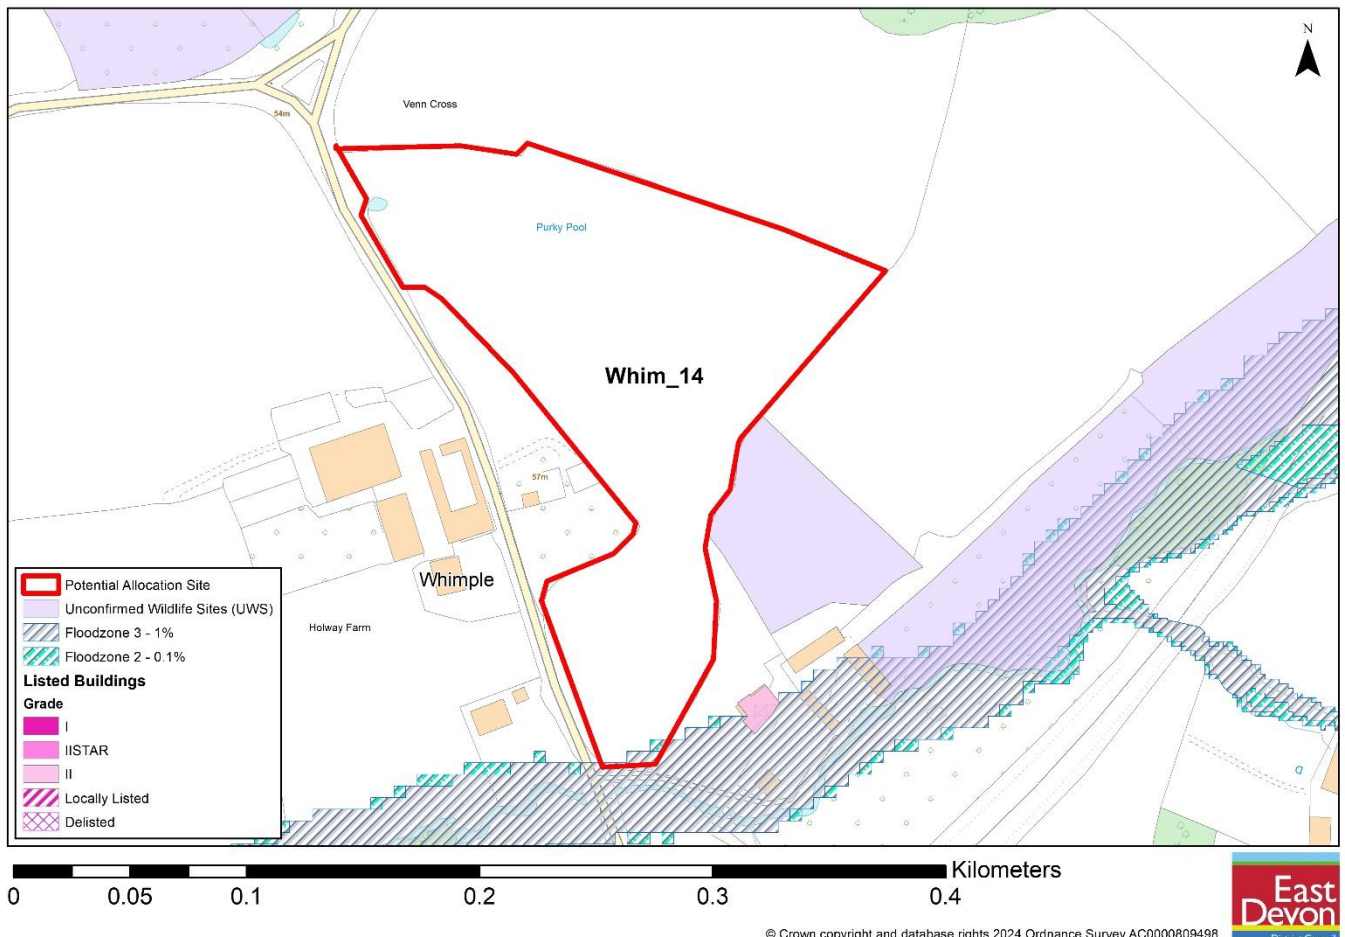 N
Venn Cross
54m
Purky Pool
Whim_14
57m
Whimple
Holway Farm
Potential Allocation Site
Unconfirmed Wildlife Sites (UWS)
Floodzone 3 - 1%
Floodzone 2 - 0.1%
Listed Buildings
Grade
I
IISTAR
II
Locally Listed
Delisted
Kilometers
0 0.05 0.1 0.2 0.3 0.4
East
Devon
© Crown copyright and database rights 2024 Ordnance Survey AC0000809498